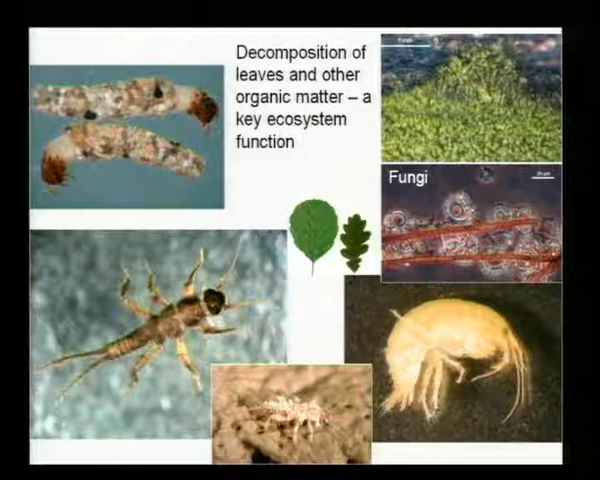 Decomposition of
leaves and other
organic matter – a
key ecosystem
function
Fungi